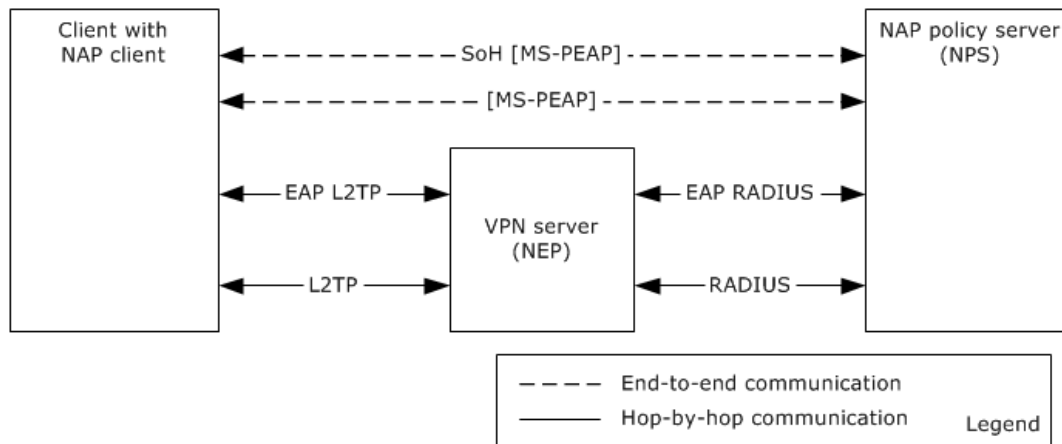 Client with
NAP client
NAP policy server
(NPS)
SoH [MS-PEAP]
[MS-PEAP]
EAP L2TP
EAP RADIUS
VPN server
(NEP)
L2TP
RADIUS
End-to-end communication
Hop-by-hop communication
Legend